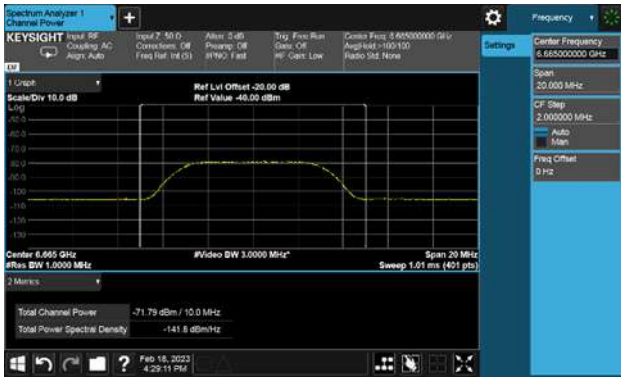 Spectrum Analyzer 1
Channel Power
+
Frequency
KEYSIGHT
Input: RF
Coupling: AC
Align: Auto
Input Z: 50 Ω
Corrections: Off
Freq Ref: Int (S)
Atten: 0 dB
Preamp: Off
#PNO: Fast
Trig: Free Run
Gate: Off
#IF Gain: Low
Center Freq: 6.665000000 GHz
Avg|Hold:>100/100
Radio Std: None
Settings
Center Frequency
6.665000000 GHz
Span
20.000 MHz
CF Step
2.000000 MHz
Auto
Man
Freq Offset
0 Hz
1 Graph
Scale/Div 10.0 dB
Ref Lvl Offset -20.00 dB
Ref Value -40.00 dBm
Log
-50.0
-60.0
-70.0
-80.0
-90.0
-100
-110
-120
-130
Center 6.665 GHz
#Video BW 3.0000 MHz*
Span 20 MHz
#Res BW 1.0000 MHz
Sweep 1.01 ms (401 pts)
2 Metrics
Total Channel Power
-71.79 dBm / 10.0 MHz
Total Power Spectral Density
-141.8 dBm/Hz
?
Feb 18, 2023
4:29:11 PM